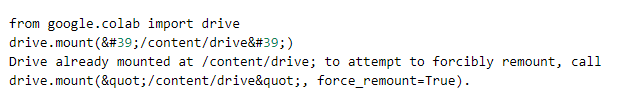 from google.colab import drive
drive.mount(&#39;/content/drive&#39;)
Drive already mounted at /content/drive; to attempt to forcibly remount, call
drive.mount(&quot;/content/drive&quot;, force_remount=True).